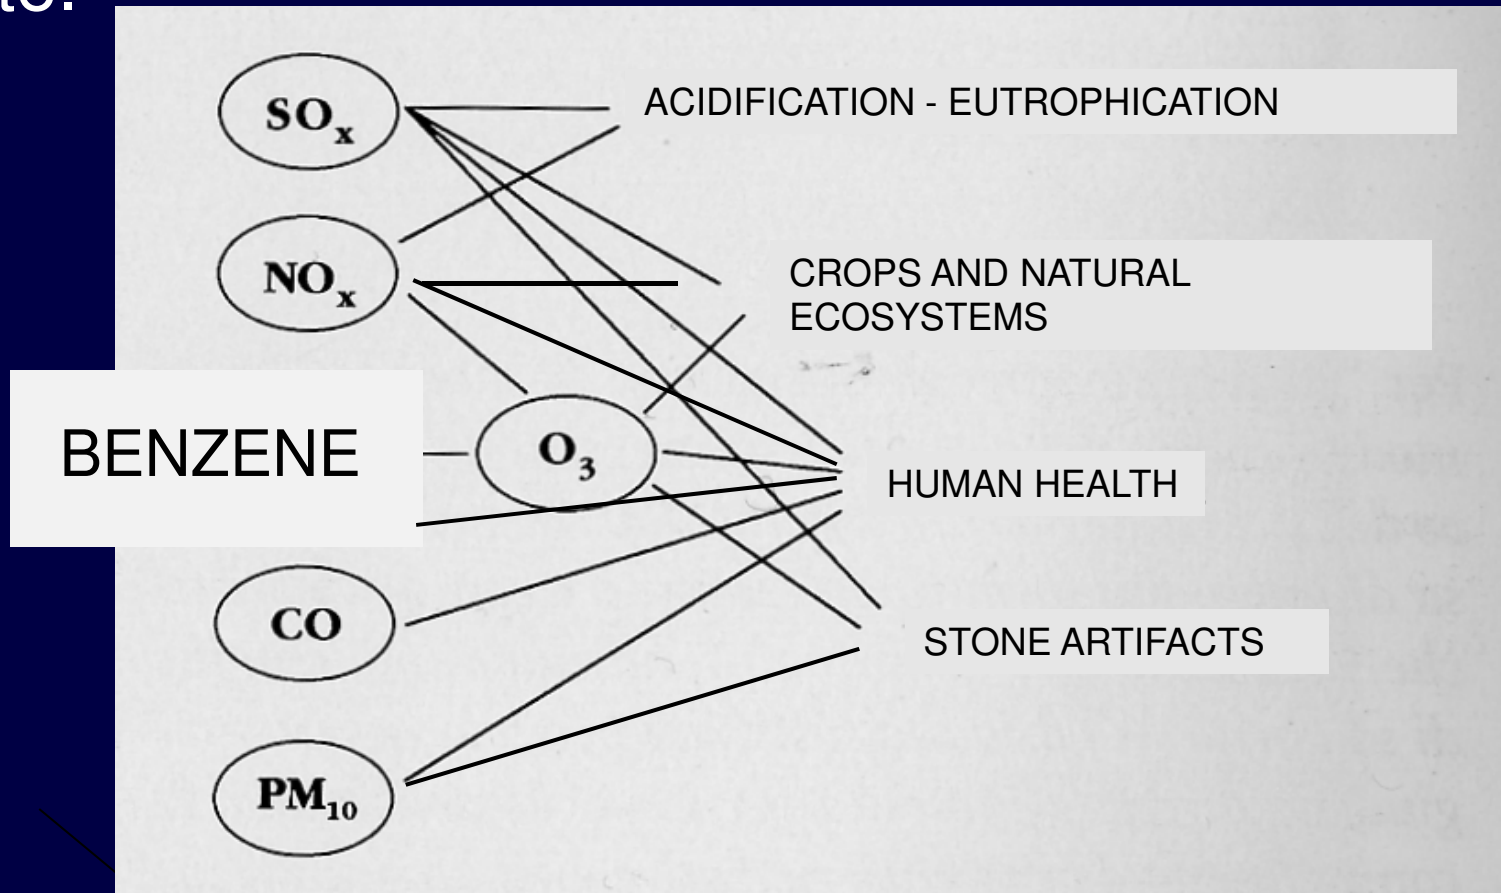 SOx
ACIDIFICATION - EUTROPHICATION
NOx
CROPS AND NATURAL
ECOSYSTEMS
BENZENE
O3
HUMAN HEALTH
CO
STONE ARTIFACTS
PM10